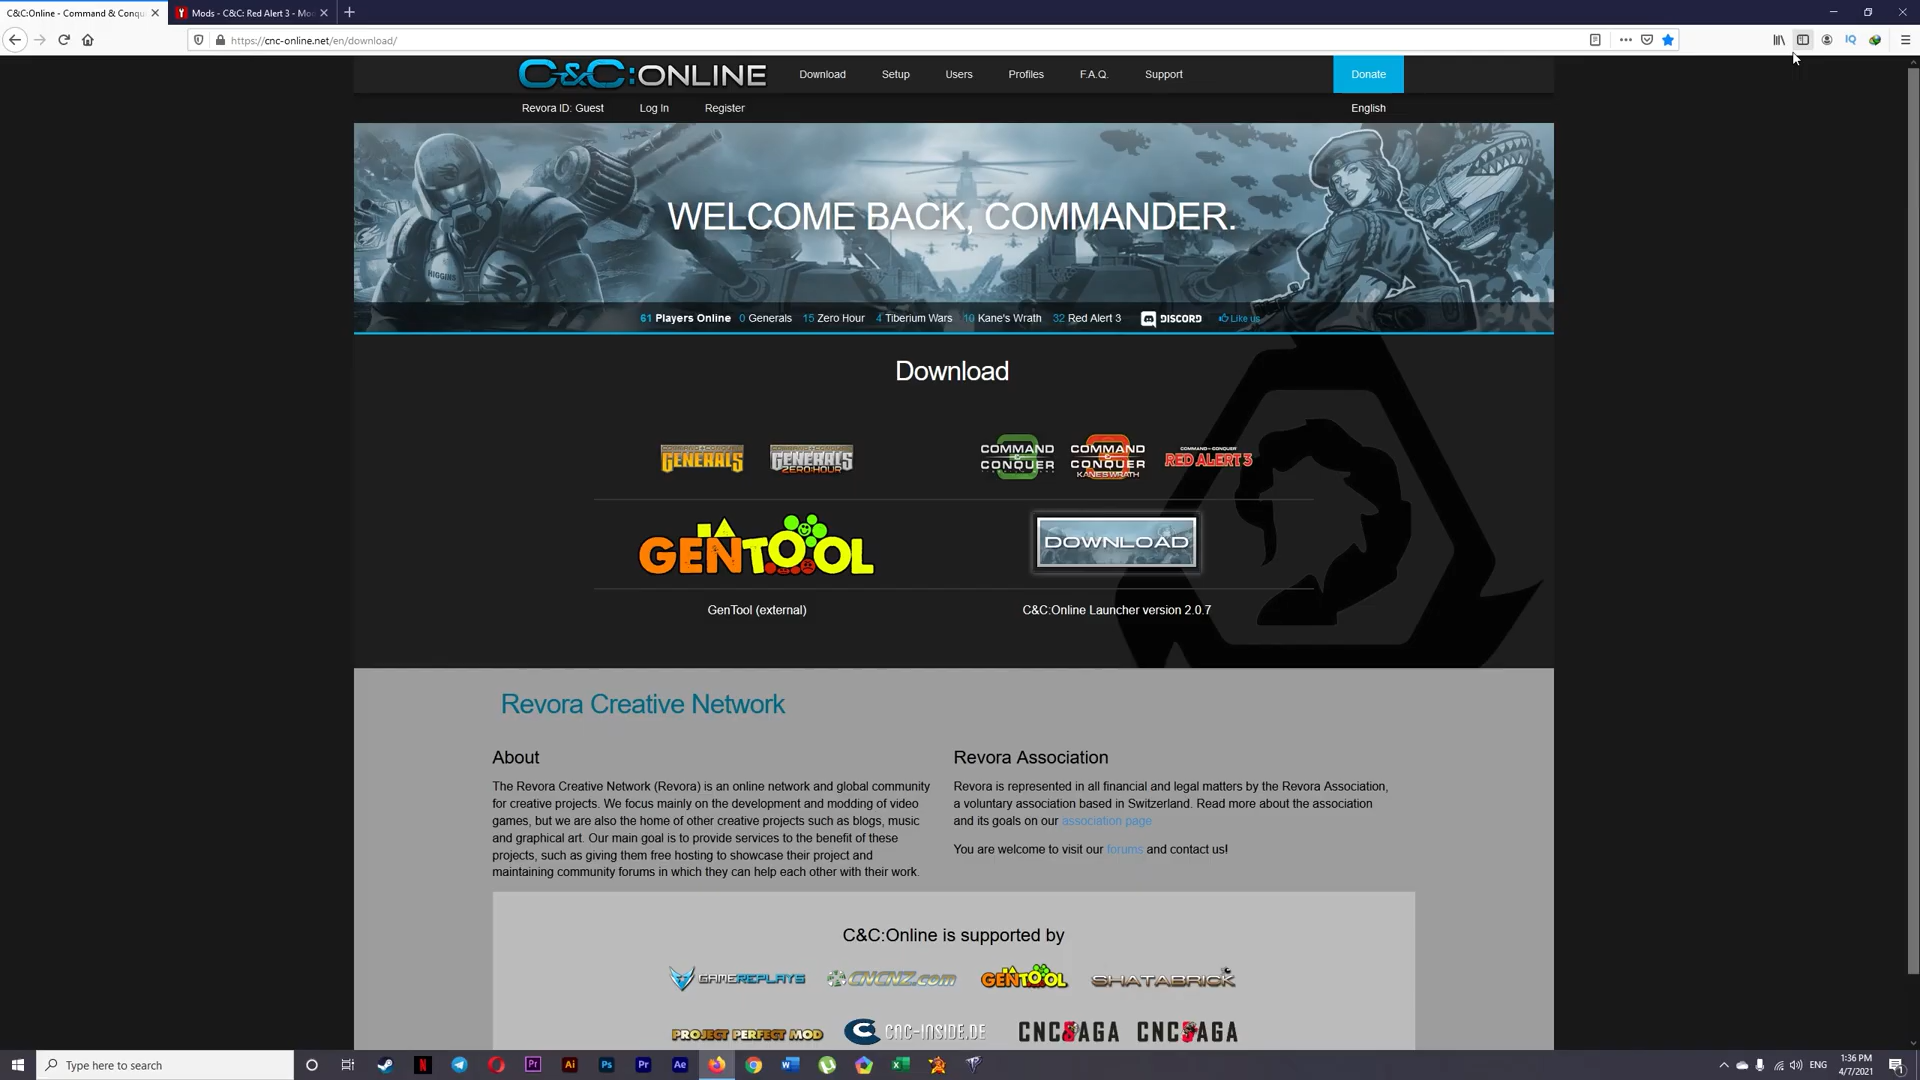 C&C:Online - Command & Conqu
Mods - C&C: Red Alert 3 - Mo
https://cnc-online.net/en/download/
C&C:ONLINE
Download
Setup
Users
Profiles
F.A.Q.
Support
Donate
Revora ID: Guest
Log In
Register
English
HIGGINS
WELCOME BACK, COMMANDER.
61 Players Online 0 Generals 15 Zero Hour 4 Tiberium Wars 10 Kane's Wrath 32 Red Alert 3 DISCORD Like us
Download
GENERALS
GENERALS
ZERO:HOUR
COMMAND & CONQUER
COMMAND & CONQUER
KANE'S WRATH
COMMAND & CONQUER
RED ALERT 3
GENTOOL
DOWNLOAD
GenTool (external)
C&C:Online Launcher version 2.0.7
Revora Creative Network
About
The Revora Creative Network (Revora) is an online network and global community
for creative projects. We focus mainly on the development and modding of video
games, but we are also the home of other creative projects such as blogs, music
and graphical art. Our main goal is to provide services to the benefit of these
projects, such as giving them free hosting to showcase their project and
maintaining community forums in which they can help each other with their work.
Revora Association
Revora is represented in all financial and legal matters by the Revora Association,
a voluntary association based in Switzerland. Read more about the association
and its goals on our association page
You are welcome to visit our forums and contact us!
C&C:Online is supported by
GAMEREPLAYS
CNCNZ.COM
GENTOOL
SHATABRICK
PROJECT PERFECT MOD
CNC-INSIDE.DE
CNCSAGA
CNCSAGA
Type here to search
ENG
1:36 PM
4/7/2021